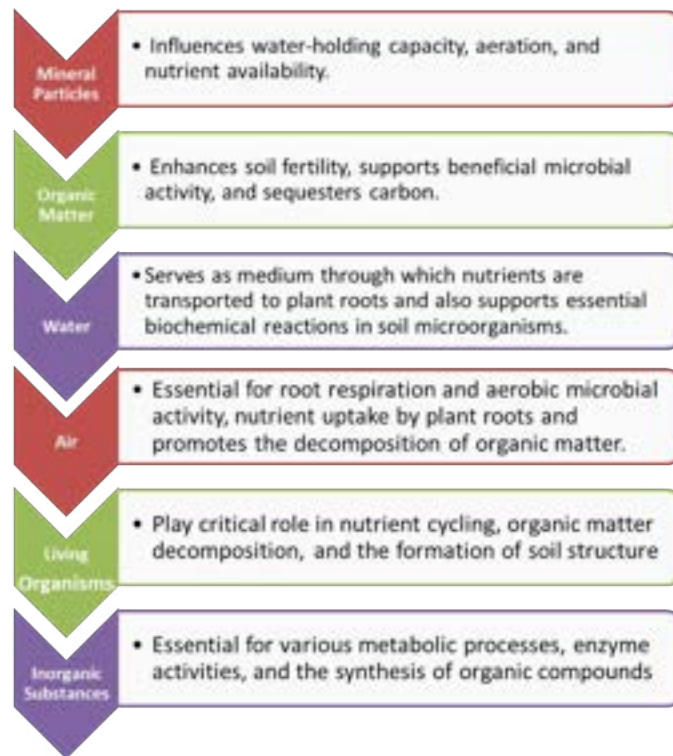 Mineral
Particles
• Influences water-holding capacity, aeration, and
nutrient availability.
Organic
Matter
• Enhances soil fertility, supports beneficial microbial
activity, and sequesters carbon.
Water
• Serves as medium through which nutrients are
transported to plant roots and also supports essential
biochemical reactions in soil microorganisms.
Air
• Essential for root respiration and aerobic microbial
activity, nutrient uptake by plant roots and
promotes the decomposition of organic matter.
Living
Organisms
• Play critical role in nutrient cycling, organic matter
decomposition, and the formation of soil structure
Inorganic
Substances
• Essential for various metabolic processes, enzyme
activities, and the synthesis of organic compounds